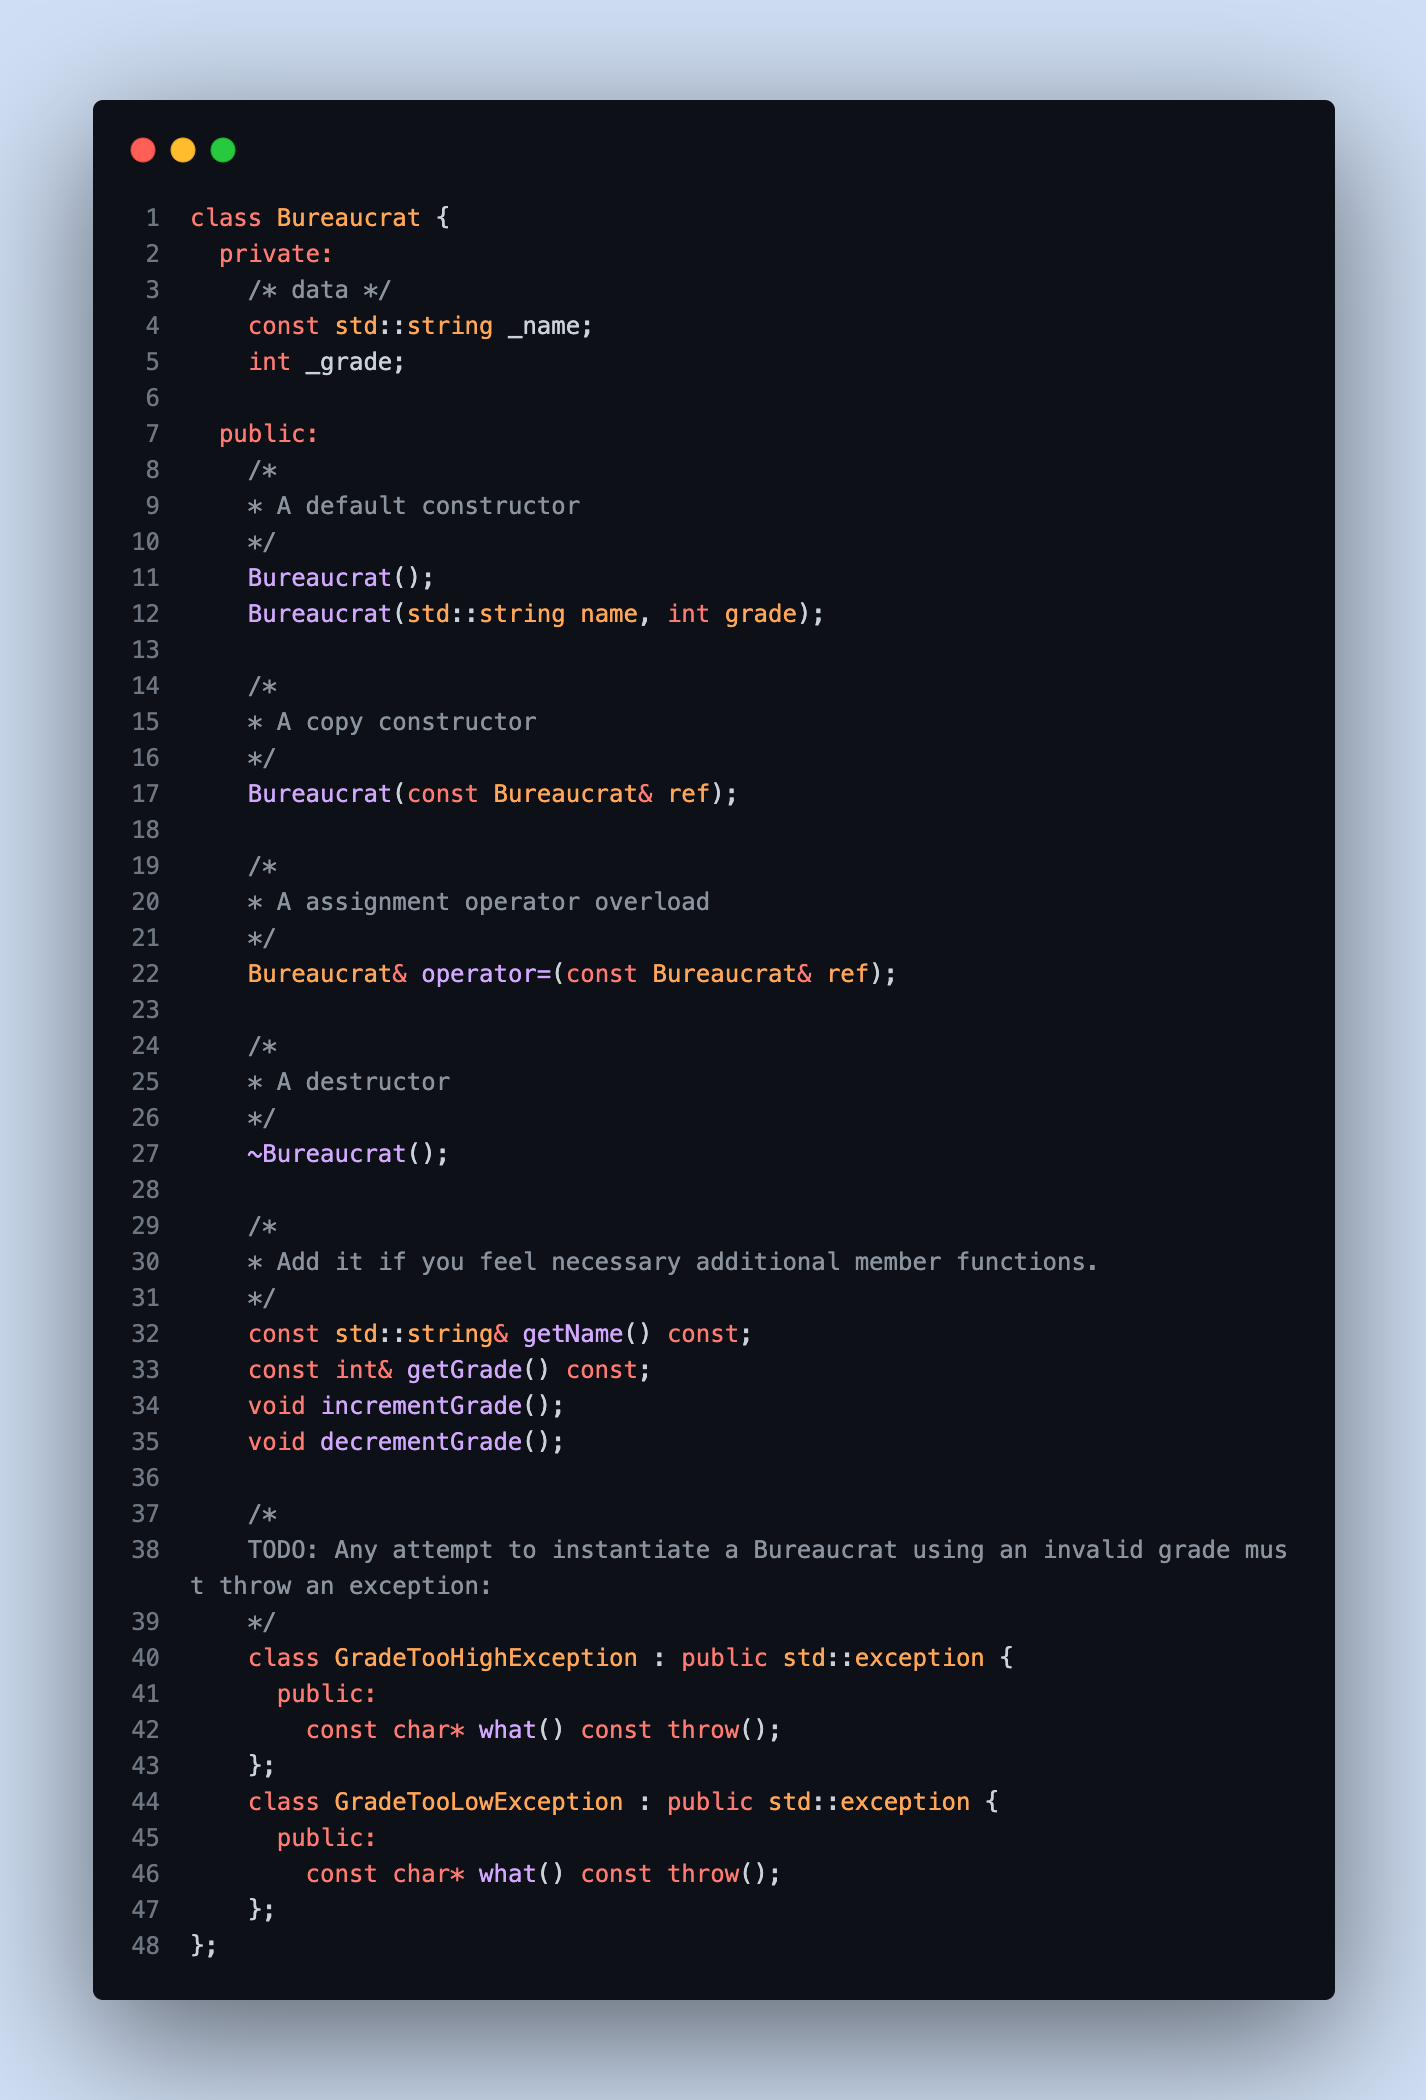 1 class Bureaucrat {
2   private:
3     /* data */
4     const std::string _name;
5     int _grade;
6
7   public:
8     /*
9     * A default constructor
10     */
11     Bureaucrat();
12     Bureaucrat(std::string name, int grade);
13
14     /*
15     * A copy constructor
16     */
17     Bureaucrat(const Bureaucrat& ref);
18
19     /*
20     * A assignment operator overload
21     */
22     Bureaucrat& operator=(const Bureaucrat& ref);
23
24     /*
25     * A destructor
26     */
27     ~Bureaucrat();
28
29     /*
30     * Add it if you feel necessary additional member functions.
31     */
32     const std::string& getName() const;
33     const int& getGrade() const;
34     void incrementGrade();
35     void decrementGrade();
36
37     /*
38     TODO: Any attempt to instantiate a Bureaucrat using an invalid grade mus
t throw an exception:
39     */
40     class GradeTooHighException : public std::exception {
41       public:
42         const char* what() const throw();
43     };
44     class GradeTooLowException : public std::exception {
45       public:
46         const char* what() const throw();
47     };
48 };